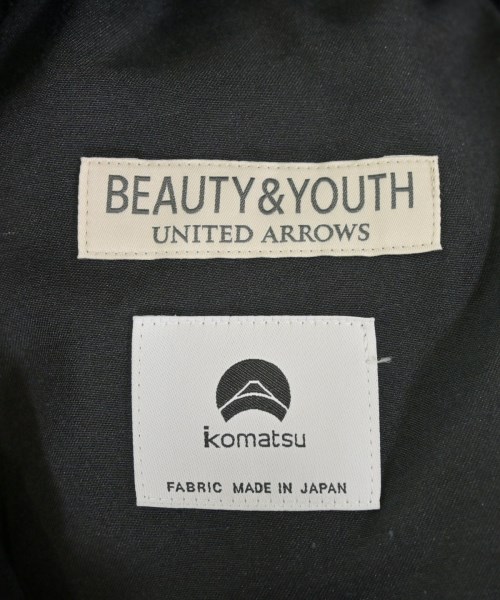 BEAUTY&YOUTH
UNITED ARROWS
komatsu
FABRIC MADE IN JAPAN